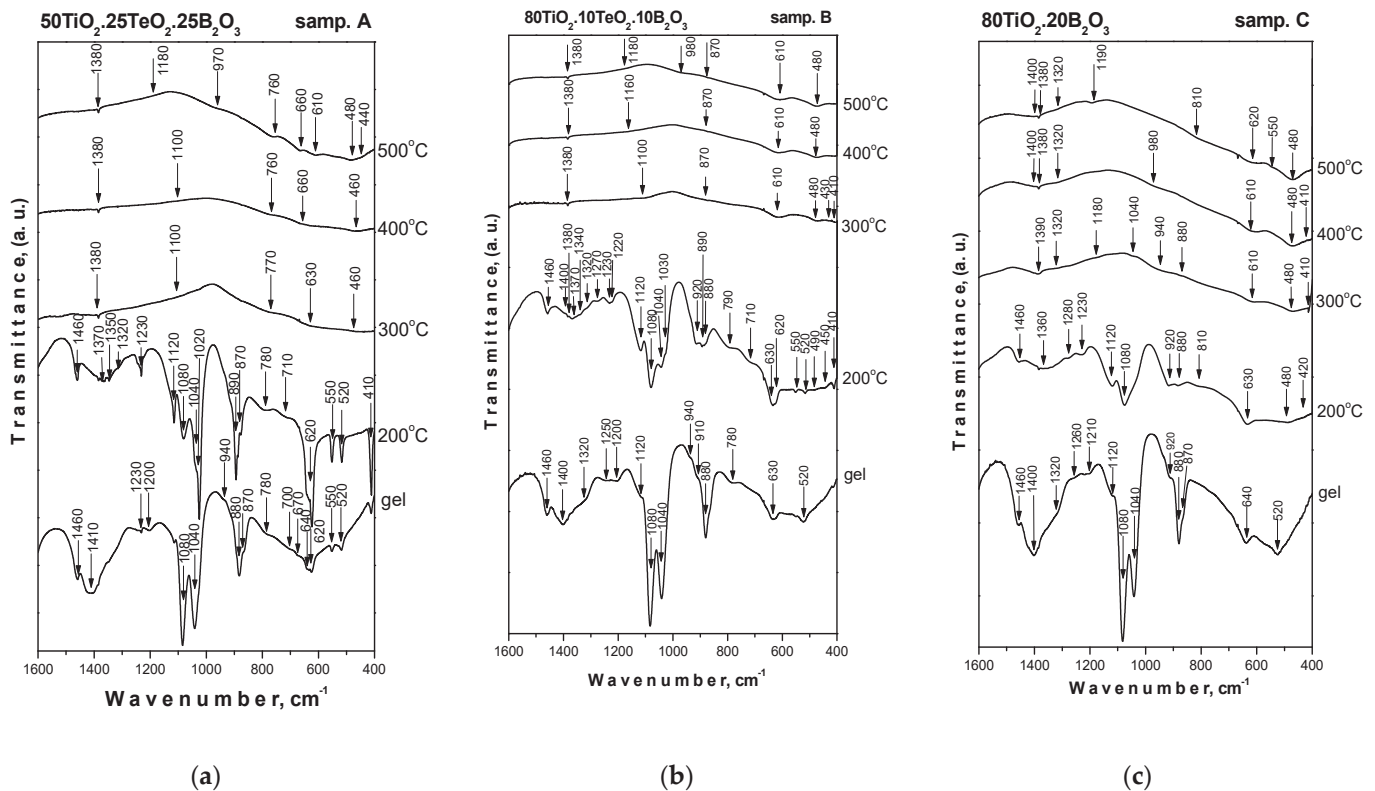 50TiO2.25TeO2.25B2O3 samp. A
1380 1180 970 760 660 610 480 440
500°C
1380 1100 760 660 460
400°C
1380 1100 770 630 460
300°C
1460 1370 1350 1320 1230 1120 1080 1040 1020 890 870 780 710 620 550 520 410
200°C
1460 1410 1230 1200 1080 1040 940 880 870 780 700 670 640 620 550 520
gel
Transmittance, (a. u.)
1600 1400 1200 1000 800 600 400
Wavenumber, cm-1
(a)
80TiO2.10TeO2.10B2O3 samp. B
1380 1180 980 870 610 480
500°C
1380 1160 870 610 480
400°C
1380 1100 870 610 480 430 410
300°C
1460 1400 1380 1370 1340 1320 1270 1230 1220 1120 1080 1040 1030 920 890 880 790 710 630 620 550 520 490 450 410
200°C
1460 1400 1320 1250 1200 1120 1080 1040 940 910 880 780 630 520
gel
Transmittance, (a. u.)
1600 1400 1200 1000 800 600 400
Wavenumber, cm-1
(b)
80TiO2.20B2O3 samp. C
1400 1380 1320 1190 810 620 550 480
500°C
1400 1380 1320 980 610 480 410
400°C
1390 1320 1180 1040 940 880 610 480 410
300°C
1460 1360 1280 1230 1120 1080 920 880 810 630 480 420
200°C
1460 1400 1320 1260 1210 1120 1080 1040 920 880 870 640 520
gel
Transmittance, (a. u.)
1600 1400 1200 1000 800 600 400
Wavenumber, cm-1
(c)